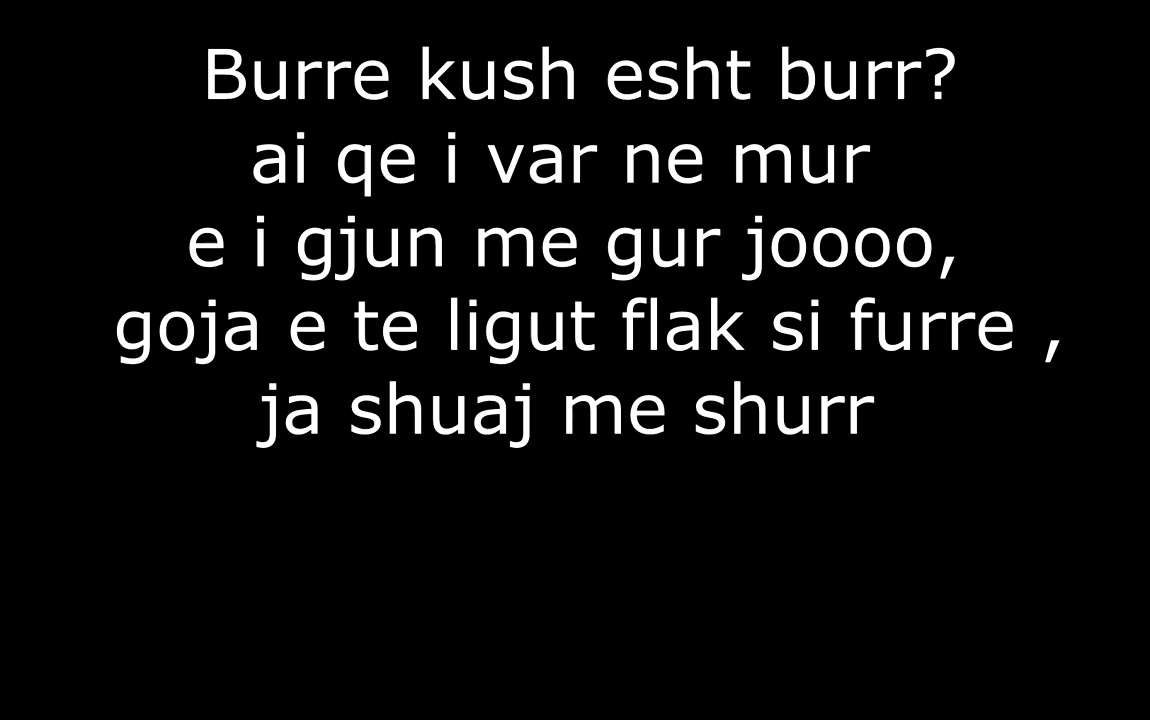 Burre kush esht burr?
ai qe i var ne mur
e i gjun me gur joooo,
goja e te ligut flak si furre ,
ja shuaj me shurr